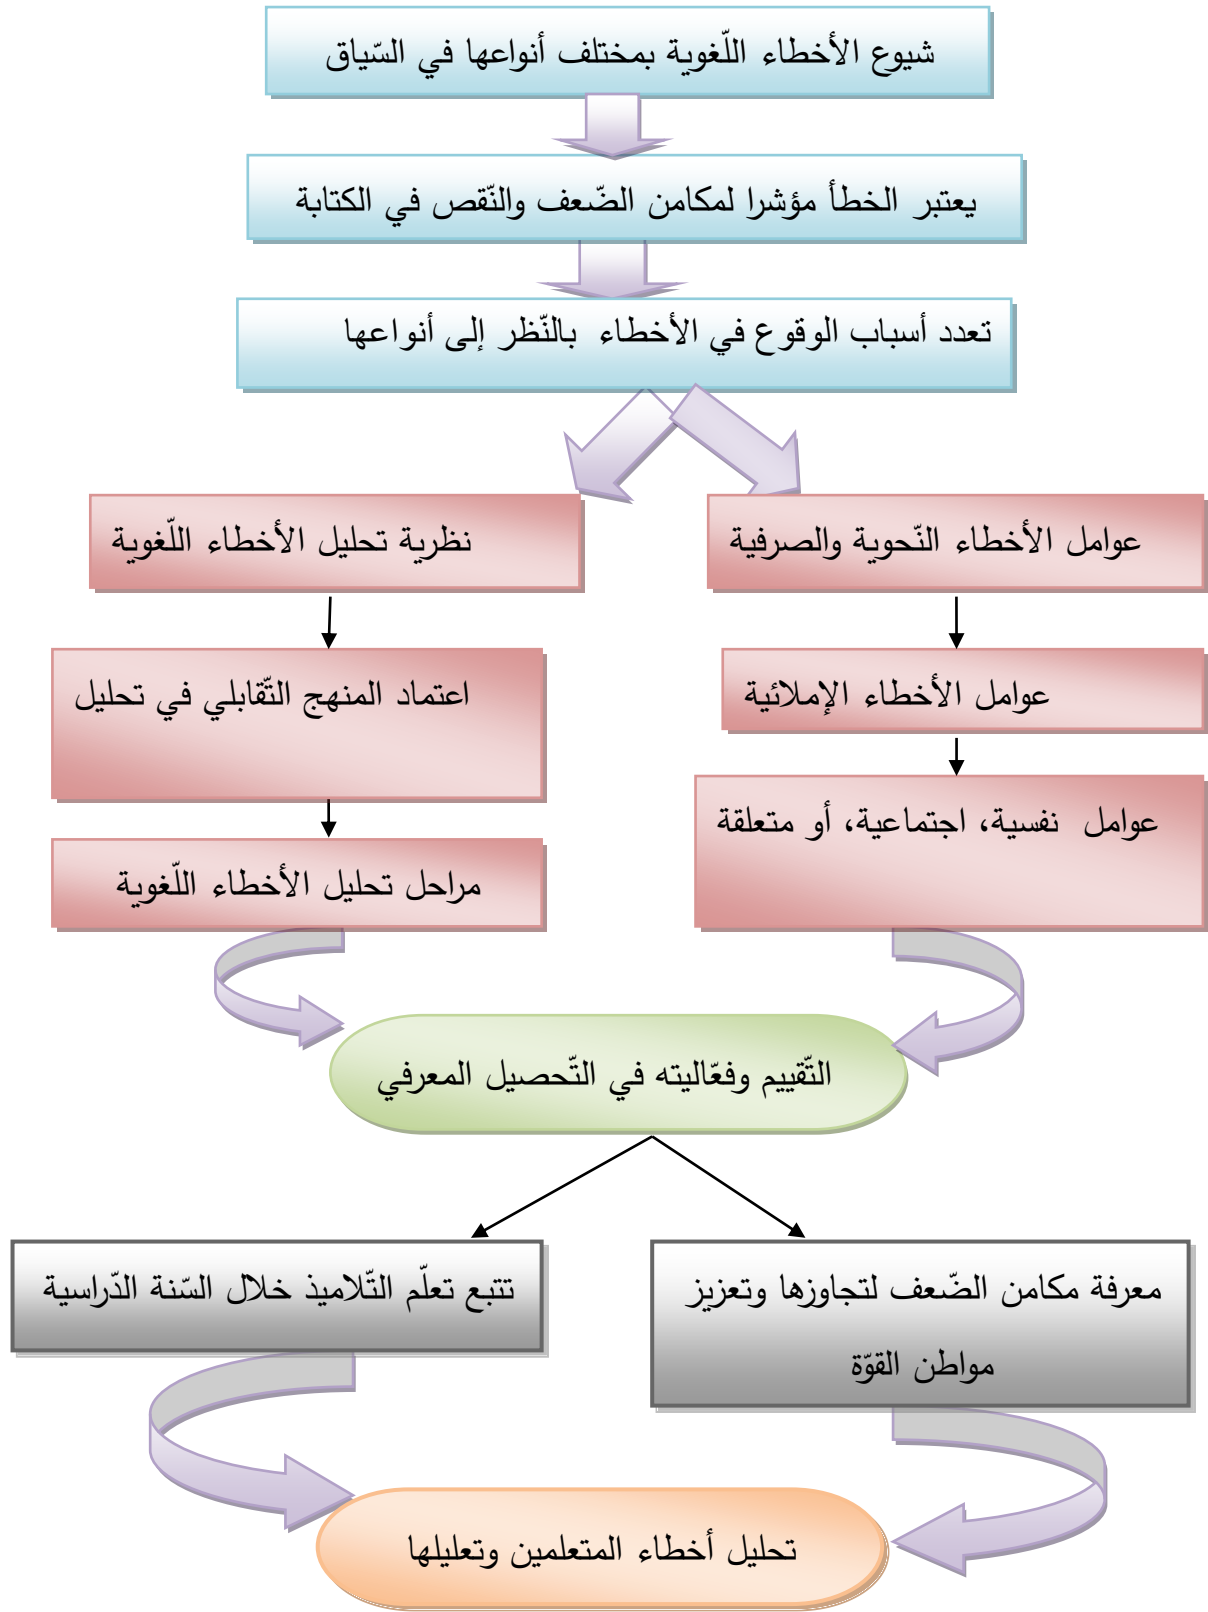 شيوع الأخطاء اللّغوية بمختلف أنواعها في السّياق
يعتبر الخطأ مؤشرا لمكامن الضّعف والنّقص في الكتابة
تعدد أسباب الوقوع في الأخطاء بالنّظر إلى أنواعها
عوامل الأخطاء النّحوية والصرفية
نظرية تحليل الأخطاء اللّغوية
عوامل الأخطاء الإملائية
اعتماد المنهج التّقابلي في تحليل
عوامل نفسية، اجتماعية، أو متعلقة
مراحل تحليل الأخطاء اللّغوية
التّقييم وفعّاليته في التّحصيل المعرفي
معرفة مكامن الضّعف لتجاوزها وتعزيز
مواطن القوّة
تتبع تعلّم التّلاميذ خلال السّنة الدّراسية
تحليل أخطاء المتعلمين وتعليلها